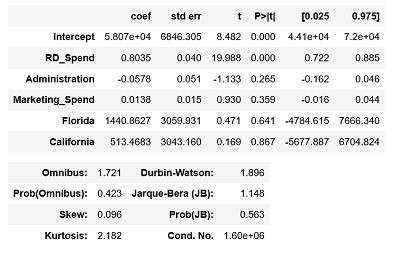 coef std err t P>|t| [0.025 0.975]
Intercept 5.807e+04 6846.305 8.482 0.000 4.41e+04 7.2e+04
RD_Spend 0.8035 0.040 19.988 0.000 0.722 0.885
Administration -0.0578 0.051 -1.133 0.265 -0.162 0.046
Marketing_Spend 0.0138 0.015 0.930 0.359 -0.016 0.044
Florida 1440.8627 3059.931 0.471 0.641 -4784.615 7666.340
California 513.4683 3043.160 0.169 0.867 -5677.887 6704.824
Omnibus: 1.721 Durbin-Watson: 1.896
Prob(Omnibus): 0.423 Jarque-Bera (JB): 1.148
Skew: 0.096 Prob(JB): 0.563
Kurtosis: 2.182 Cond. No. 1.60e+06